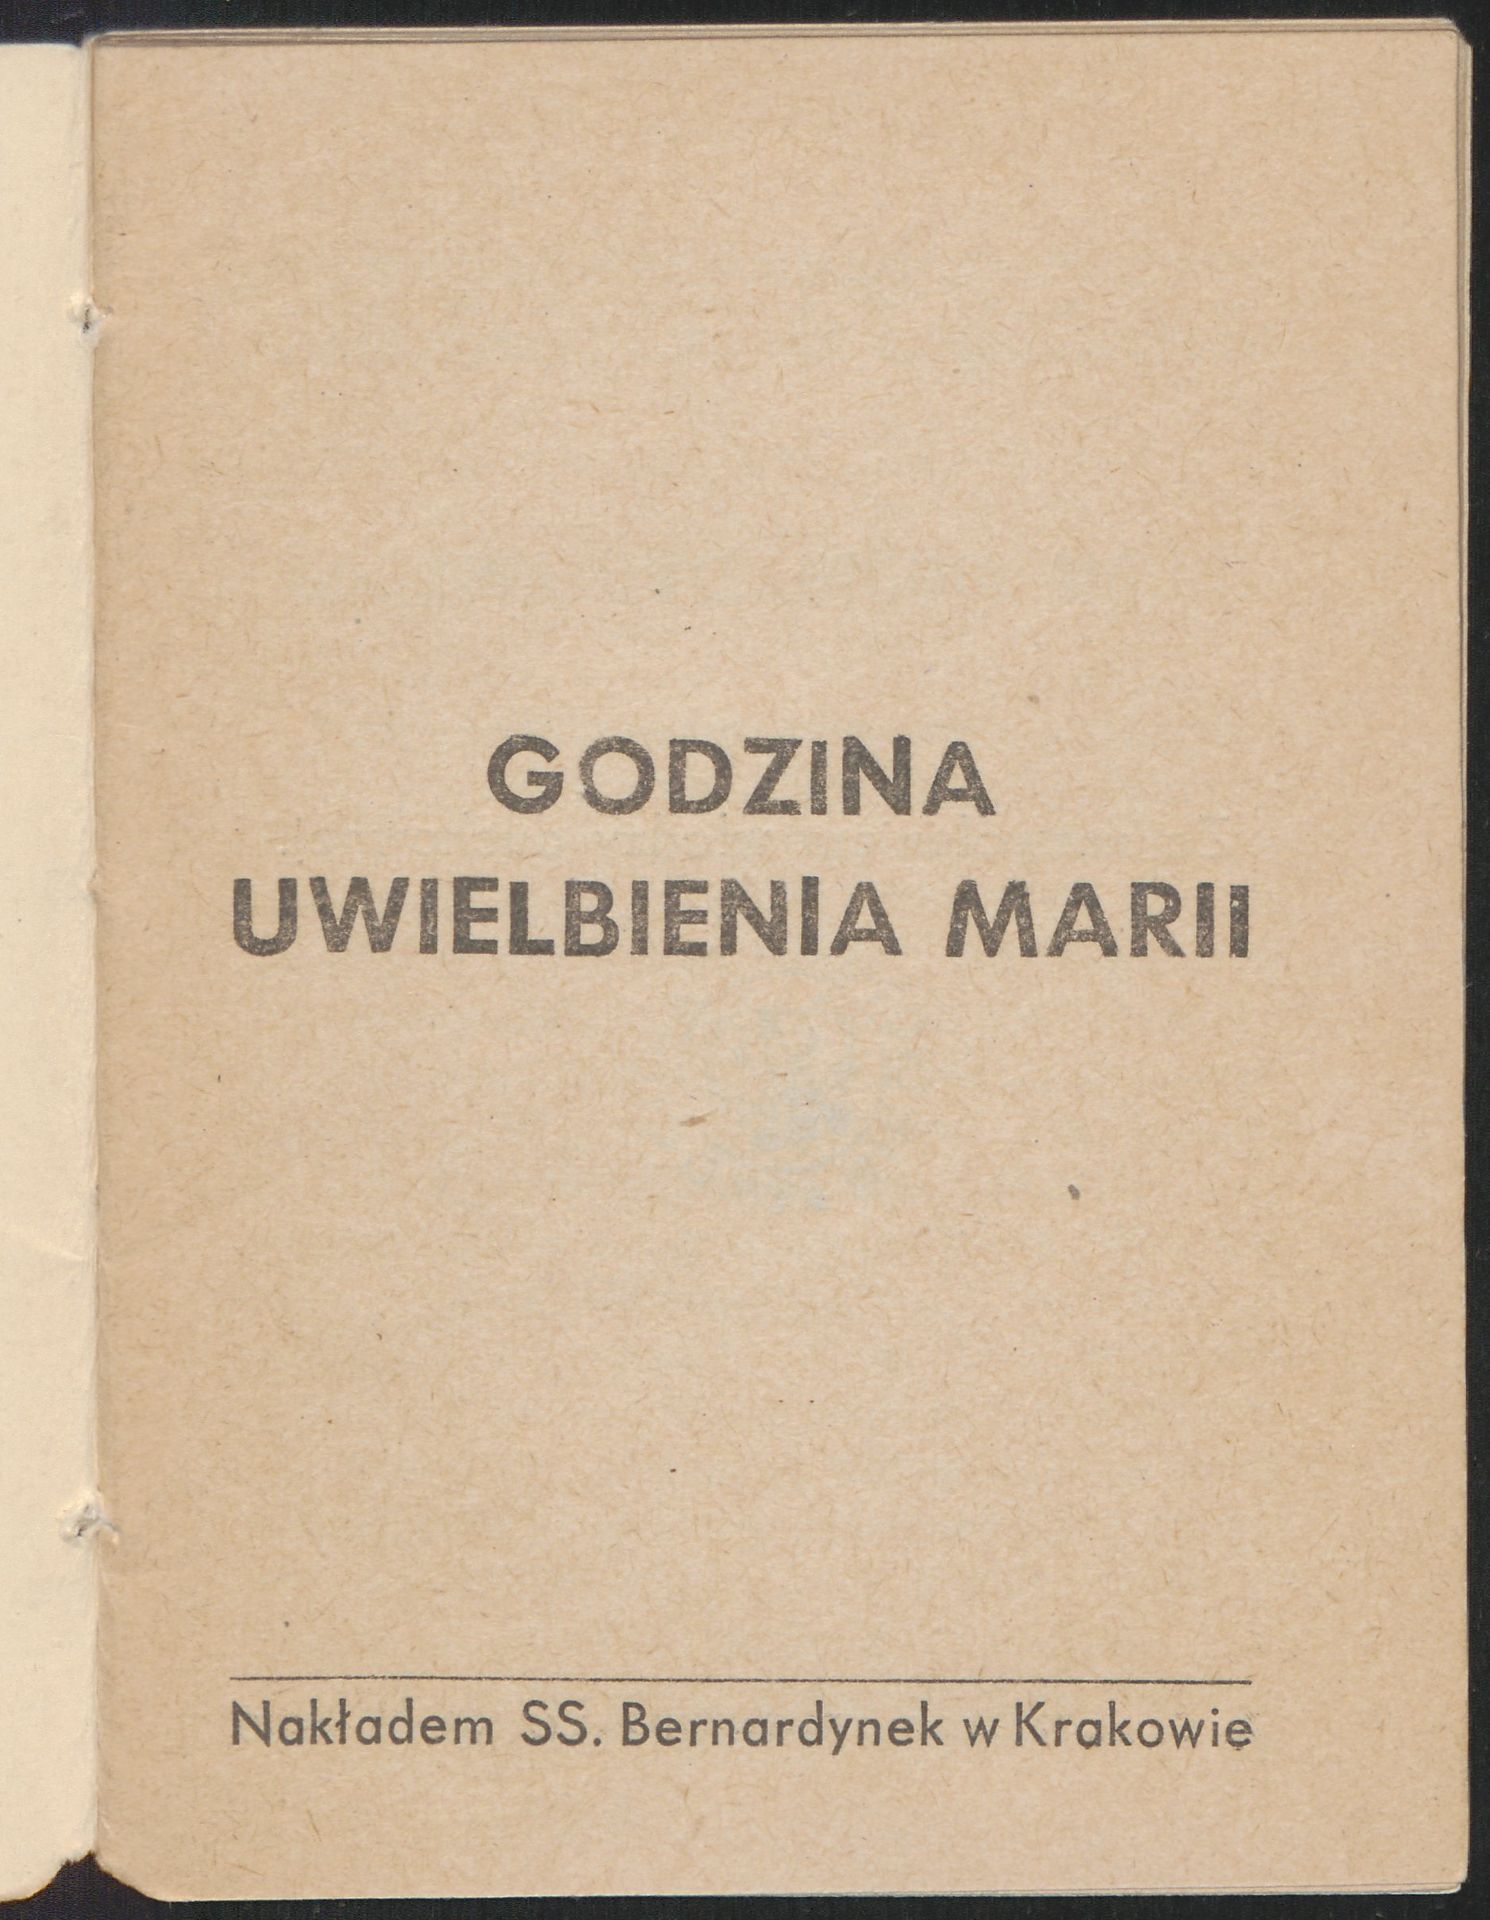 GODZINA
UWIELBIENIA MARII
Nakładem SS. Bernardynek w Krakowie